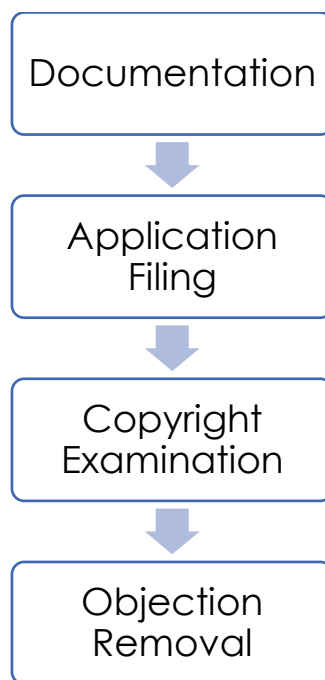 Documentation
Application
Filing
Copyright
Examination
Objection
Removal